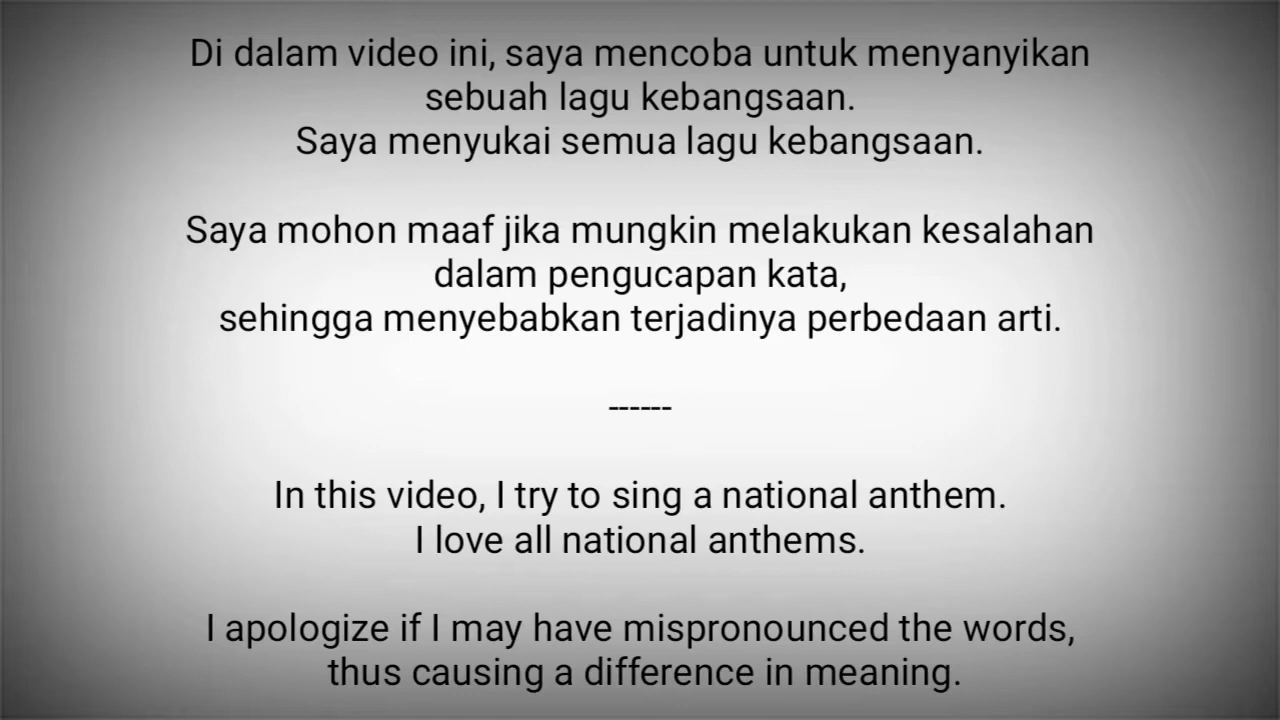 Di dalam video ini, saya mencoba untuk menyanyikan
sebuah lagu kebangsaan.
Saya menyukai semua lagu kebangsaan.
Saya mohon maaf jika mungkin melakukan kesalahan
dalam pengucapan kata,
sehingga menyebabkan terjadinya perbedaan arti.
------
In this video, I try to sing a national anthem.
I love all national anthems.
I apologize if I may have mispronounced the words,
thus causing a difference in meaning.